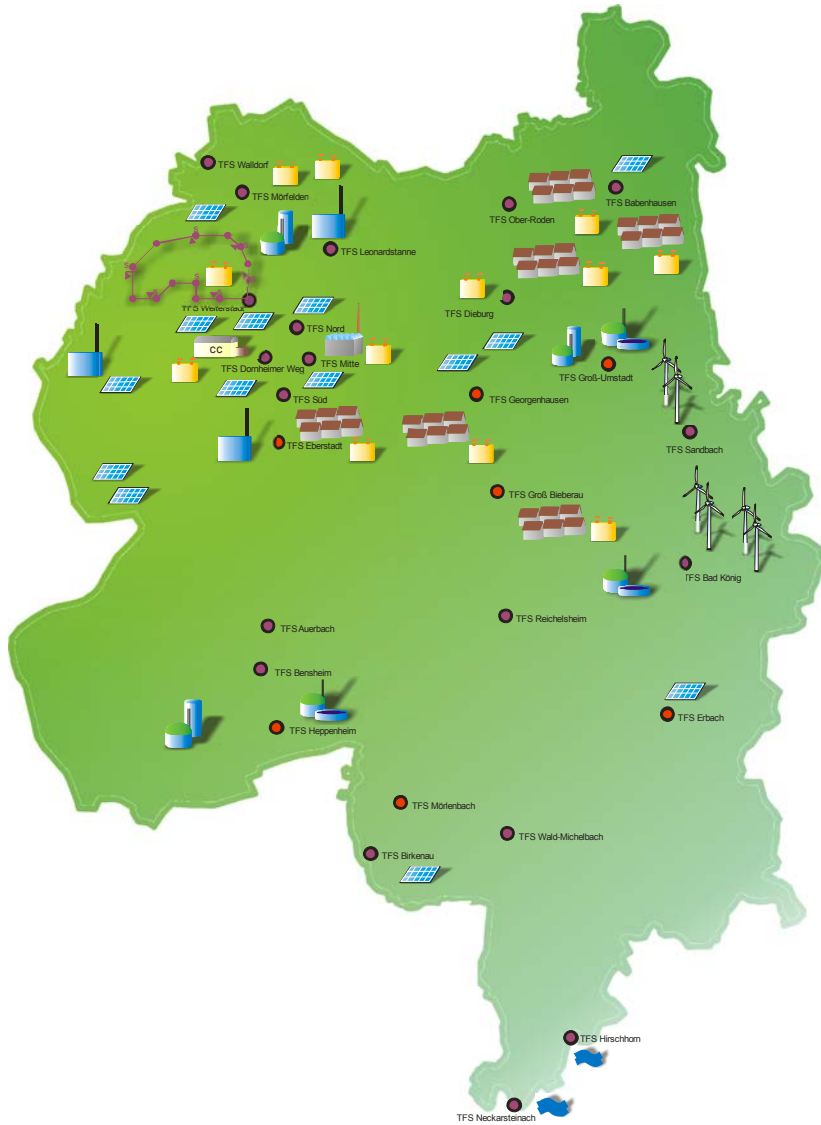 TFS Walldorf
TFS Mörfelden
TFS Babenhausen
TFS Ober-Roden
TFS Leonardstanne
TFS Weiterstadt
TFS Dieburg
TFS Nord
CC
TFS Dornheimer Weg
TFS Mitte
TFS Groß-Umstadt
TFS Süd
TFS Georgenhausen
TFS Eberstadt
TFS Sandbach
TFS Groß Bieberau
TFS Bad König
TFS Reichelsheim
TFS Auerbach
TFS Bensheim
TFS Erbach
TFS Heppenheim
TFS Mörlenbach
TFS Wald-Michelbach
TFS Birkenau
TFS Hirschhorn
TFS Neckarsteinach